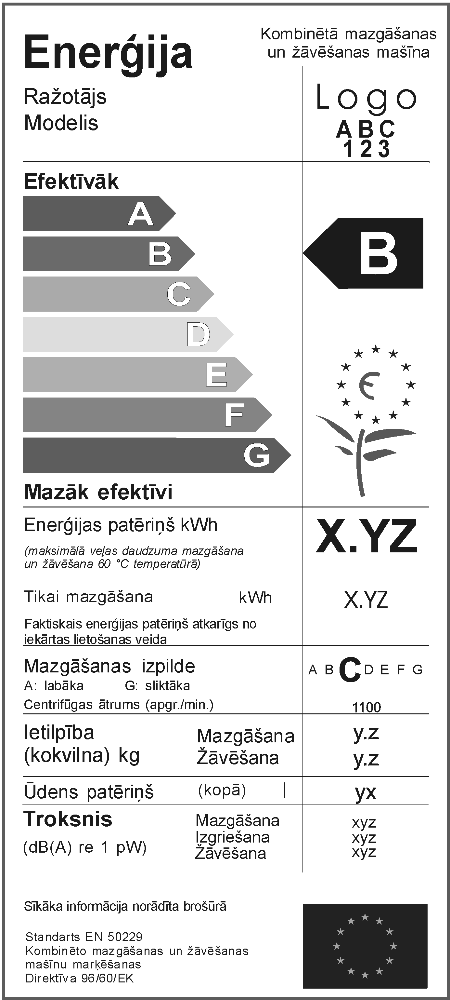 Enerģija
Kombinētā mazgāšanas
un žāvēšanas mašīna
Ražotājs
Modelis
Logo
ABC
123
Efektīvāk
A
B
C
D
E
F
G
B
Mazāk efektīvi
Enerģijas patēriņš kWh
X.YZ
(maksimālā veļas daudzuma mazgāšana
un žāvēšana 60 °C temperatūrā)
Tikai mazgāšana kWh X.YZ
Faktiskais enerģijas patēriņš atkarīgs no
iekārtas lietošanas veida
Mazgāšanas izpilde A B C D E F G
A: labāka G: sliktāka
Centrifūgas ātrums (apgr./min.) 1100
Ietilpība Mazgāšana y.z
(kokvilna) kg Žāvēšana y.z
Ūdens patēriņš (kopā) l yx
Troksnis Mazgāšana xyz
Izgriešana xyz
(dB(A) re 1 pW) Žāvēšana xyz
Sīkāka informācija norādīta brošūrā
Standarts EN 50229
Kombinēto mazgāšanas un žāvēšanas
mašīnu marķēšanas
Direktīva 96/60/EK